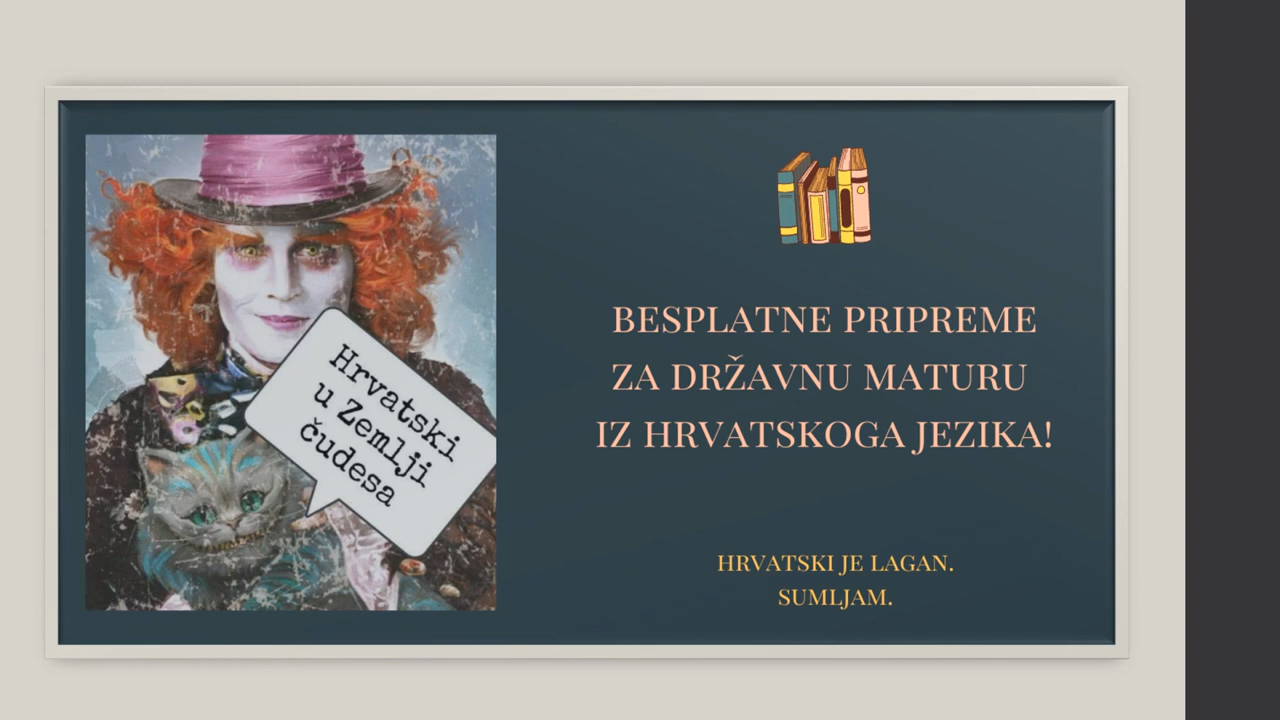 Hrvatski
u Zemlji
čudesa
BESPLATNE PRIPREME
ZA DRŽAVNU MATURU
IZ HRVATSKOGA JEZIKA!
HRVATSKI JE LAGAN.
SUMLJAM.